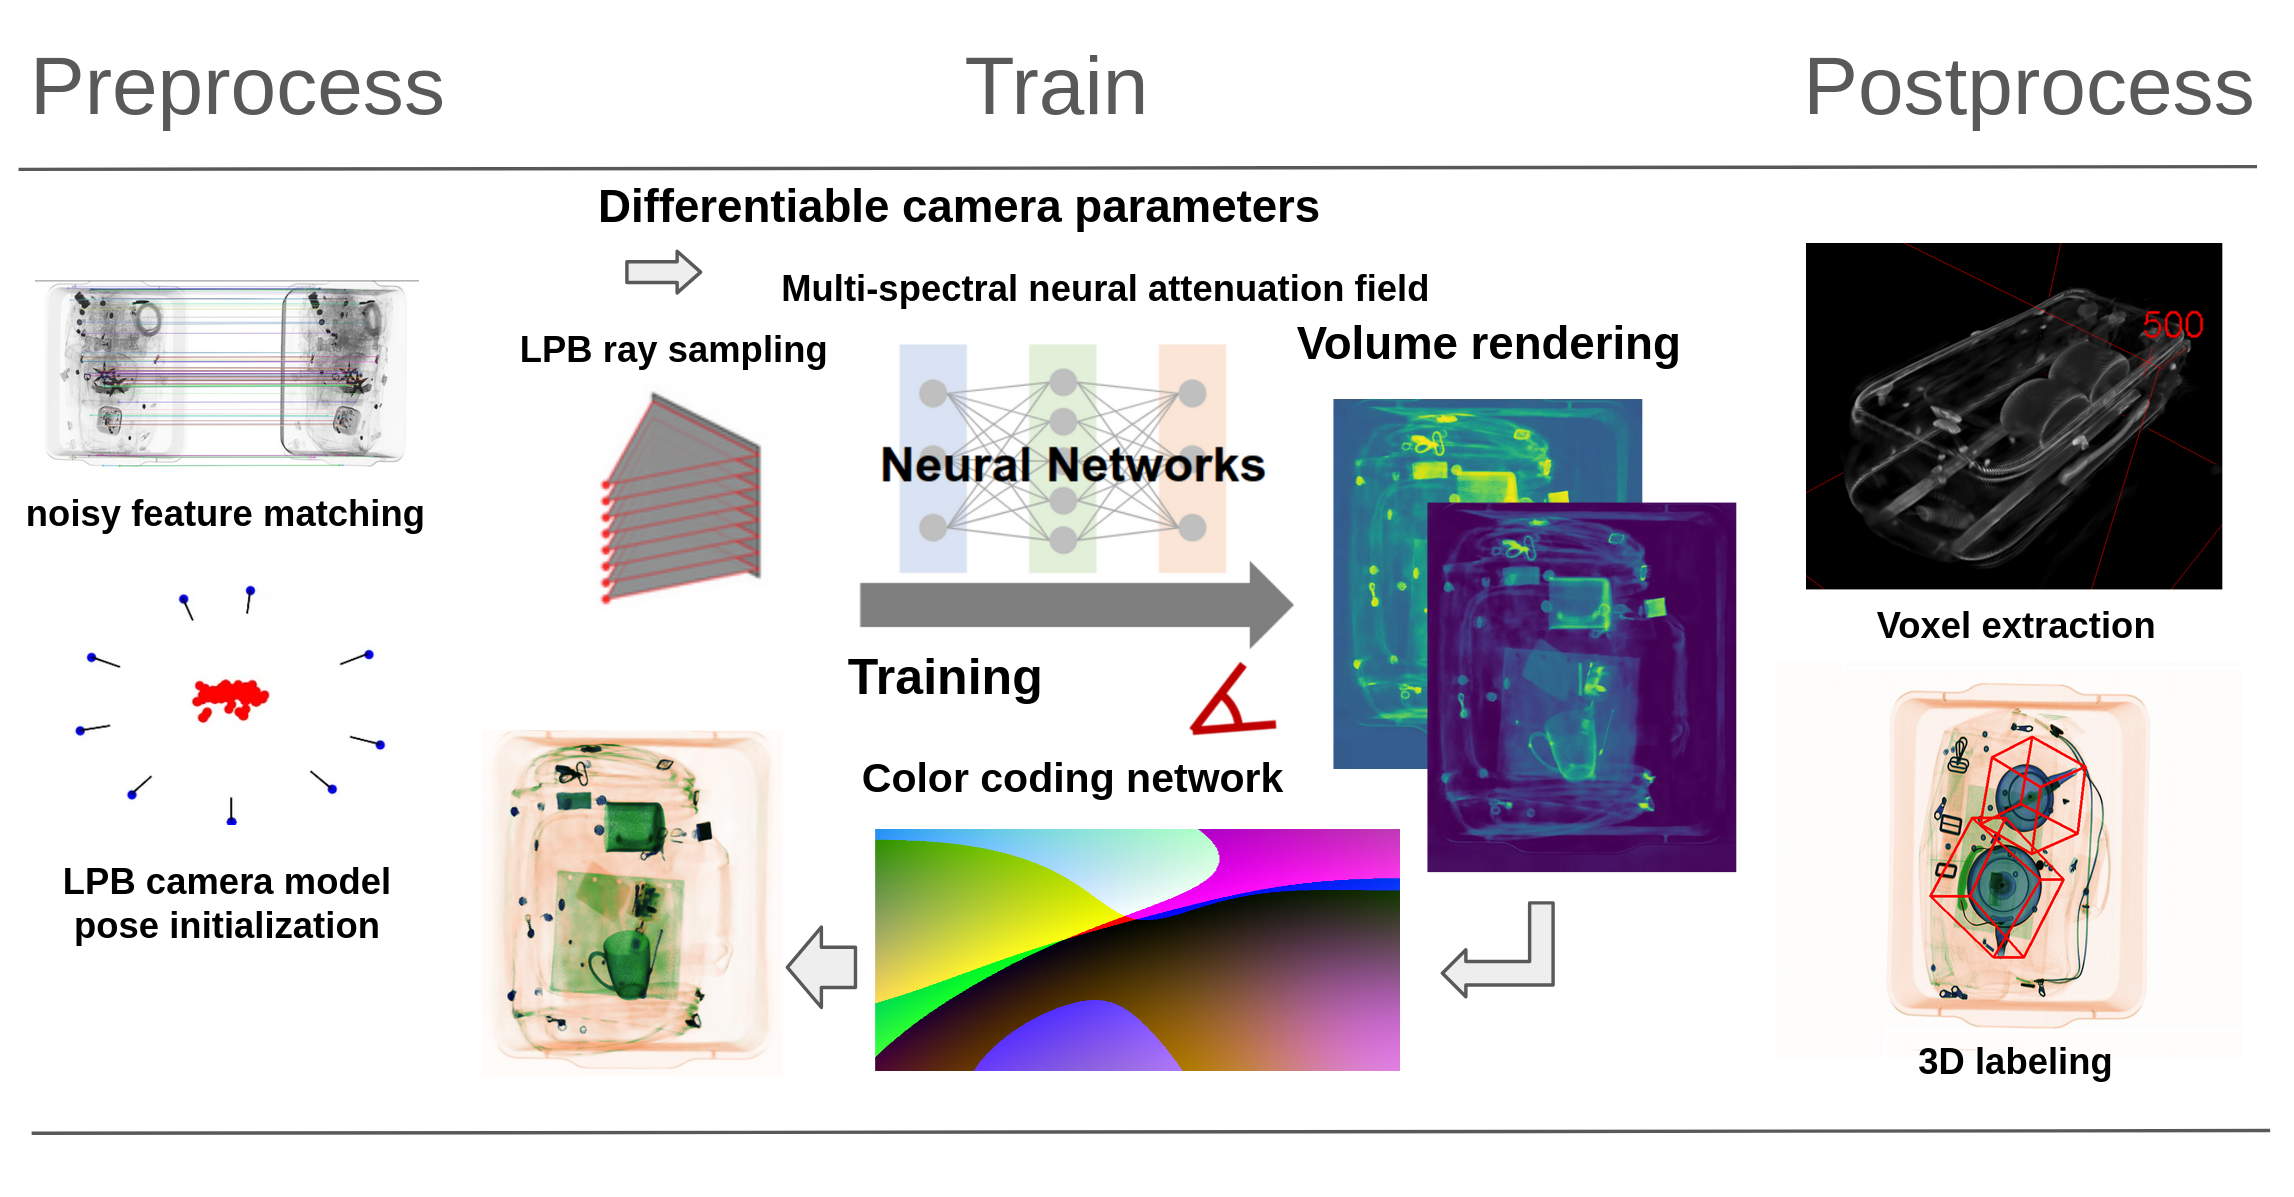 Preprocess
Train
Postprocess
Differentiable camera parameters
Multi-spectral neural attenuation field
LPB ray sampling
Volume rendering
500
Neural Networks
noisy feature matching
Voxel extraction
Training
Color coding network
LPB camera model
pose initialization
3D labeling